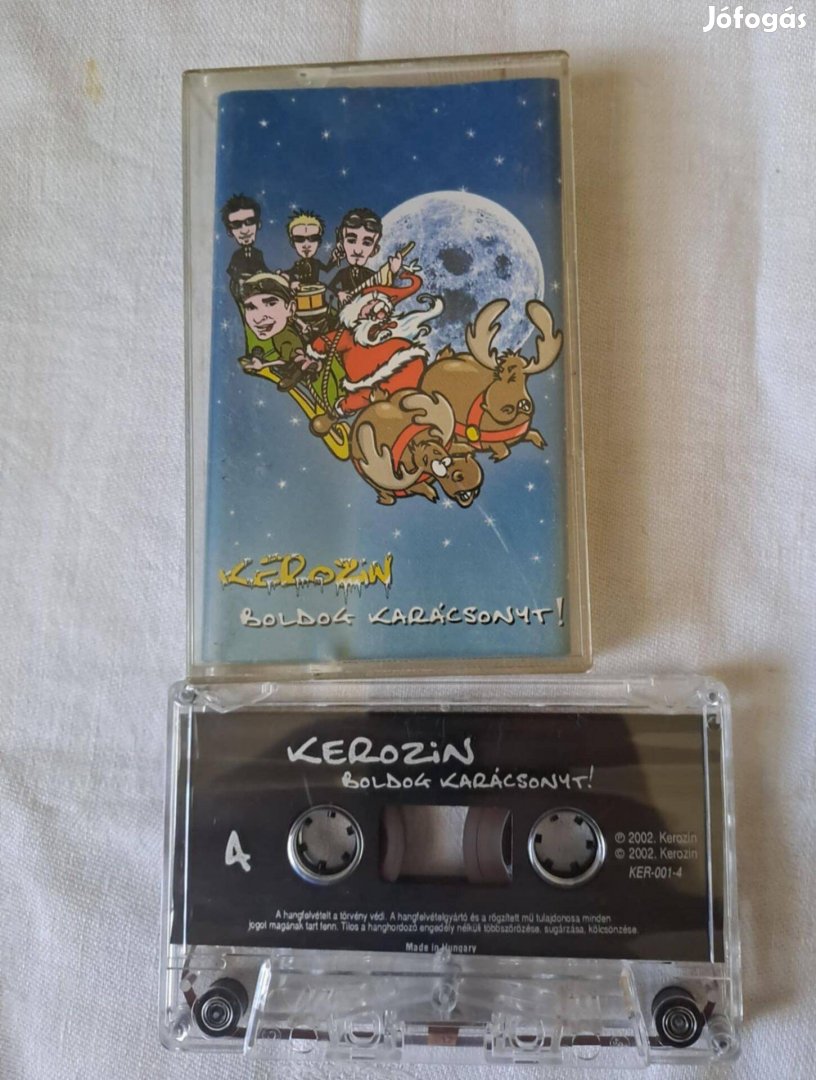 Jófogás
KEROZiN
BOLDOG KARÁCSONYT!
KEROZiN
BOLDOG KARÁCSONYT!
A
℗ 2002. Kerozin
© 2002. Kerozin
KER-001-4
A hangfelvételt a törvény védi. A hangfelvételgyártó és a rögzített mű tulajdonosa minden
jogot magának tart fenn. Tilos a hanghordozó engedély nélküli többszörözése, sugárzása, kölcsönzése.
Made in Hungary